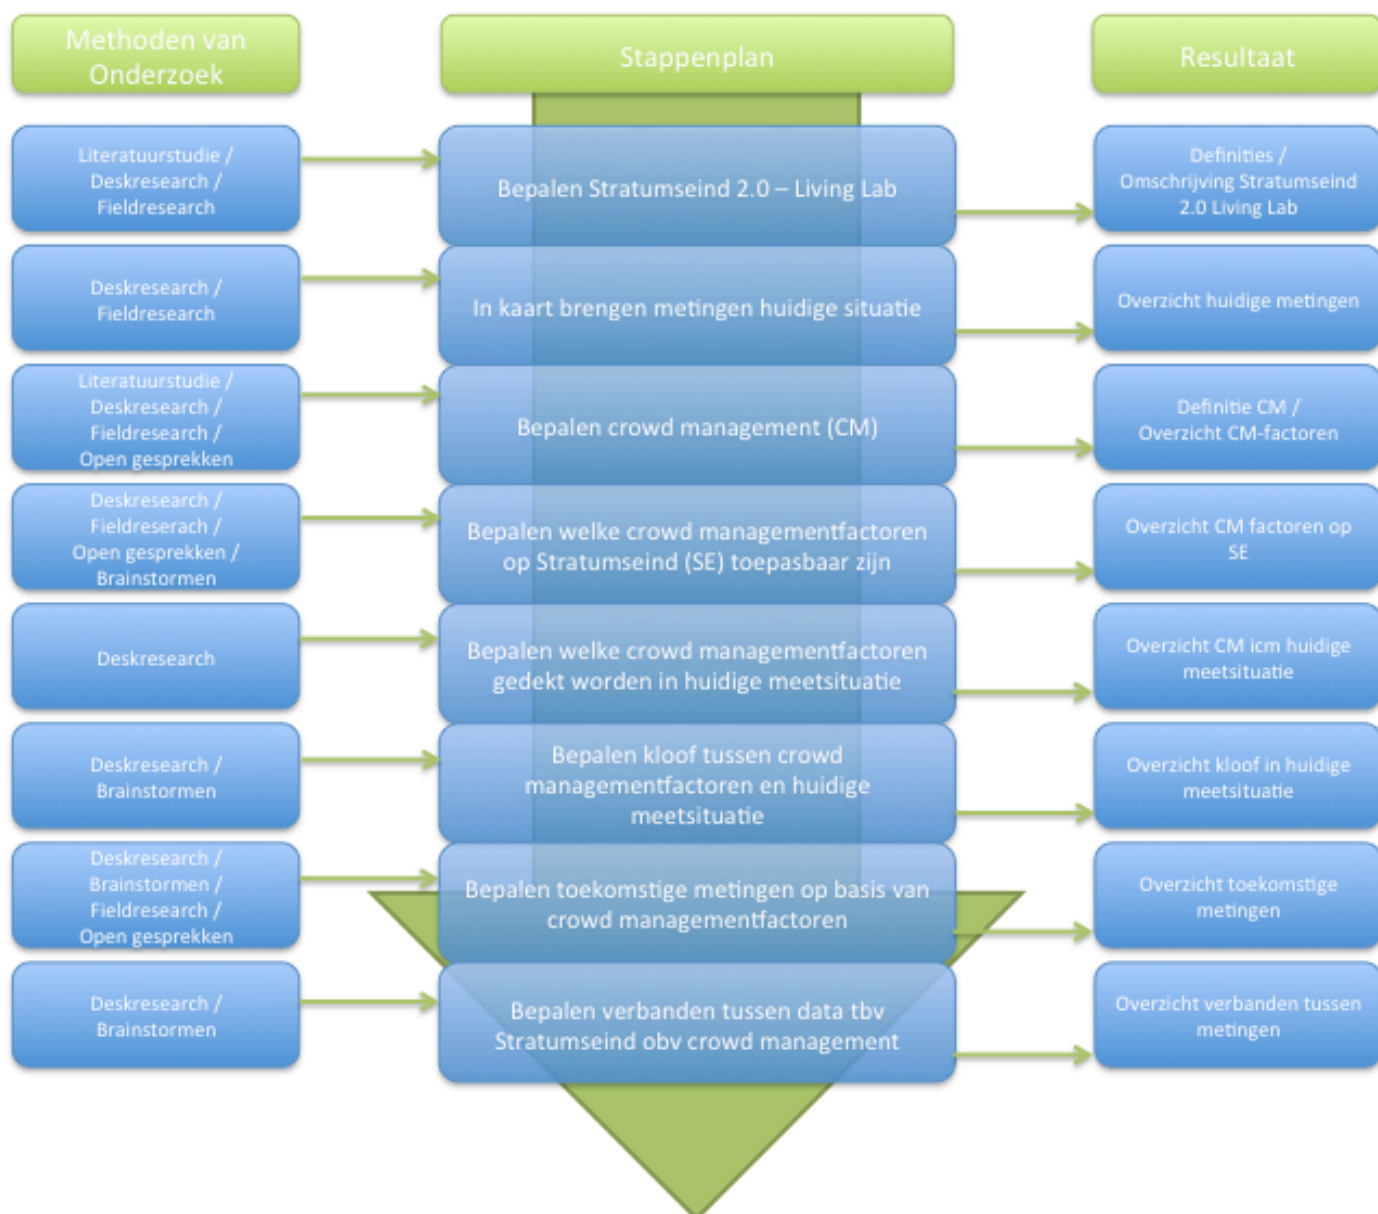 Methoden van
Onderzoek
Stappenplan
Resultaat
Literatuurstudie /
Deskresearch /
Fieldresearch
Bepalen Stratumseind 2.0 – Living Lab
Definities /
Omschrijving Stratumseind
2.0 Living Lab
Deskresearch /
Fieldresearch
In kaart brengen metingen huidige situatie
Overzicht huidige metingen
Literatuurstudie /
Deskresearch /
Fieldresearch /
Open gesprekken
Bepalen crowd management (CM)
Definitie CM /
Overzicht CM-factoren
Deskresearch /
Fieldreserach /
Open gesprekken /
Brainstormen
Bepalen welke crowd managementfactoren
op Stratumseind (SE) toepasbaar zijn
Overzicht CM factoren op
SE
Deskresearch
Bepalen welke crowd managementfactoren
gedekt worden in huidige meetsituatie
Overzicht CM icm huidige
meetsituatie
Deskresearch /
Brainstormen
Bepalen kloof tussen crowd
managementfactoren en huidige
meetsituatie
Overzicht kloof in huidige
meetsituatie
Deskresearch /
Brainstormen /
Fieldresearch /
Open gesprekken
Bepalen toekomstige metingen op basis van
crowd managementfactoren
Overzicht toekomstige
metingen
Deskresearch /
Brainstormen
Bepalen verbanden tussen data tbv
Stratumseind obv crowd management
Overzicht verbanden tussen
metingen